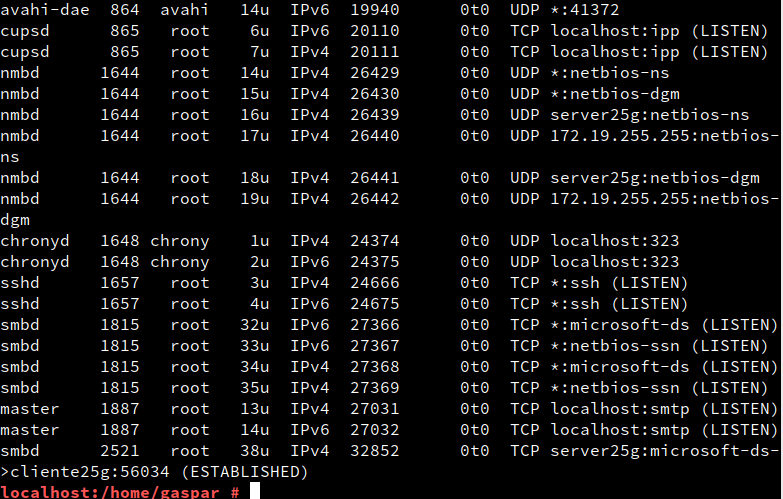 avahi-dae  864  avahi   14u  IPv6  19940      0t0  UDP *:41372
cupsd      865   root    6u  IPv6  20110      0t0  TCP localhost:ipp (LISTEN)
cupsd      865   root    7u  IPv4  20111      0t0  TCP localhost:ipp (LISTEN)
nmbd      1644   root   14u  IPv4  26429      0t0  UDP *:netbios-ns
nmbd      1644   root   15u  IPv4  26430      0t0  UDP *:netbios-dgm
nmbd      1644   root   16u  IPv4  26439      0t0  UDP server25g:netbios-ns
nmbd      1644   root   17u  IPv4  26440      0t0  UDP 172.19.255.255:netbios-
ns
nmbd      1644   root   18u  IPv4  26441      0t0  UDP server25g:netbios-dgm
nmbd      1644   root   19u  IPv4  26442      0t0  UDP 172.19.255.255:netbios-
dgm
chronyd   1648 chrony    1u  IPv4  24374      0t0  UDP localhost:323
chronyd   1648 chrony    2u  IPv6  24375      0t0  UDP localhost:323
sshd      1657   root    3u  IPv4  24666      0t0  TCP *:ssh (LISTEN)
sshd      1657   root    4u  IPv6  24675      0t0  TCP *:ssh (LISTEN)
smbd      1815   root   32u  IPv6  27366      0t0  TCP *:microsoft-ds (LISTEN)
smbd      1815   root   33u  IPv6  27367      0t0  TCP *:netbios-ssn (LISTEN)
smbd      1815   root   34u  IPv4  27368      0t0  TCP *:microsoft-ds (LISTEN)
smbd      1815   root   35u  IPv4  27369      0t0  TCP *:netbios-ssn (LISTEN)
master    1887   root   13u  IPv4  27031      0t0  TCP localhost:smtp (LISTEN)
master    1887   root   14u  IPv6  27032      0t0  TCP localhost:smtp (LISTEN)
smbd      2521   root   38u  IPv4  32852      0t0  TCP server25g:microsoft-ds-
>cliente25g:56034 (ESTABLISHED)
localhost:/home/gaspar #